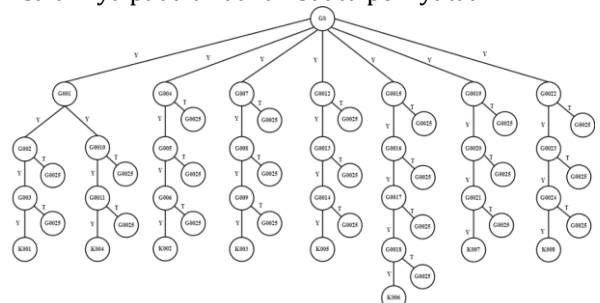 GS
Y Y Y Y Y Y Y
G001 G004 G007 G0012 G0015 G0019 G0022
Y Y Y T Y T Y T Y T Y T Y T
G0025 G0025 G0025 G0025 G0025 G0025
G002 G0010 G005 G008 G0013 G0016 G0020 G0023
Y T Y T Y T Y T Y T Y T Y T Y T
G0025 G0025 G0025 G0025 G0025 G0025 G0025 G0025
G003 G0011 G006 G009 G0014 G0017 G0021 G0024
Y T Y T Y T Y T Y T Y T Y T Y T
G0025 G0025 G0025 G0025 G0025 G0025 G0025 G0025
K001 K004 K002 K003 K005 G0018 K007 K008
Y T
G0025
K006